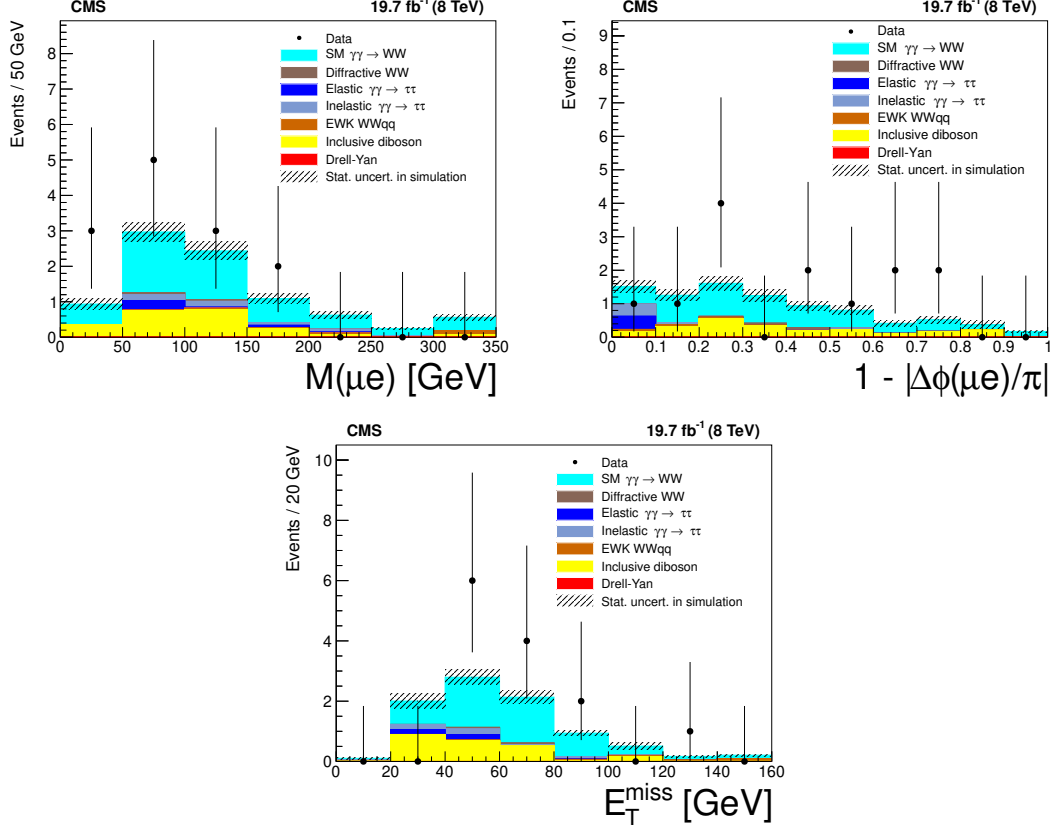 CMS 19.7 fb⁻¹ (8 TeV)
Events / 50 GeV
8
7
6
5
4
3
2
1
0
Data
SM γγ → WW
Diffractive WW
Elastic γγ → ττ
Inelastic γγ → ττ
EWK WWqq
Inclusive diboson
Drell-Yan
Stat. uncert. in simulation
0 50 100 150 200 250 300 350
M(μe) [GeV]
CMS 19.7 fb⁻¹ (8 TeV)
Events / 0.1
9
8
7
6
5
4
3
2
1
0
Data
SM γγ → WW
Diffractive WW
Elastic γγ → ττ
Inelastic γγ → ττ
EWK WWqq
Inclusive diboson
Drell-Yan
Stat. uncert. in simulation
0 0.1 0.2 0.3 0.4 0.5 0.6 0.7 0.8 0.9 1
1 - |Δϕ(μe)/π|
CMS 19.7 fb⁻¹ (8 TeV)
Events / 20 GeV
10
8
6
4
2
0
Data
SM γγ → WW
Diffractive WW
Elastic γγ → ττ
Inelastic γγ → ττ
EWK WWqq
Inclusive diboson
Drell-Yan
Stat. uncert. in simulation
0 20 40 60 80 100 120 140 160
E_T^miss [GeV]